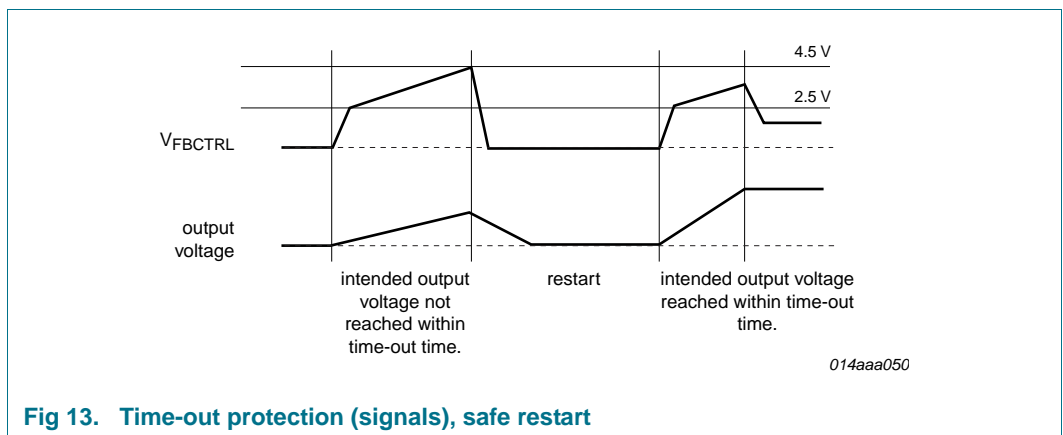 4.5 V
2.5 V
VFBCTRL
output
voltage
intended output
voltage not
reached within
time-out time.
restart
intended output voltage
reached within time-out
time.
014aaa050
Fig 13. Time-out protection (signals), safe restart